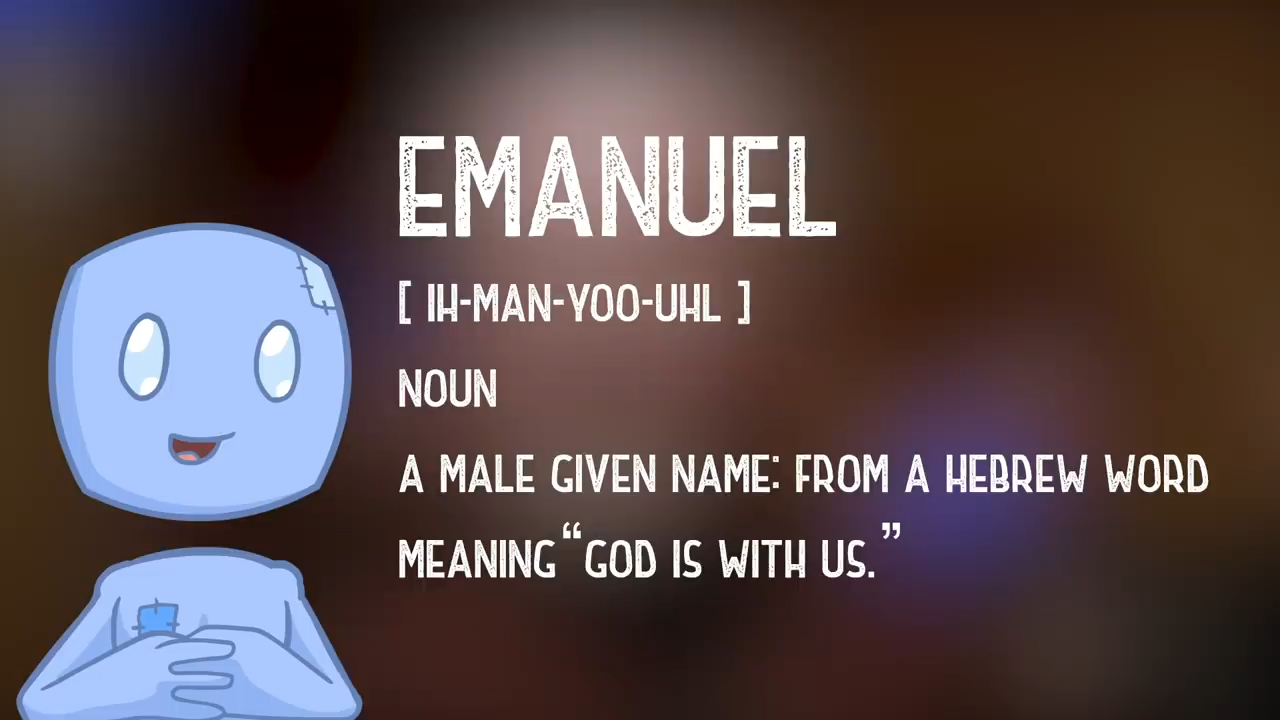 EMANUEL
[ IH-MAN-YOO-UHL ]
NOUN
A MALE GIVEN NAME: FROM A HEBREW WORD
MEANING “GOD IS WITH US.”